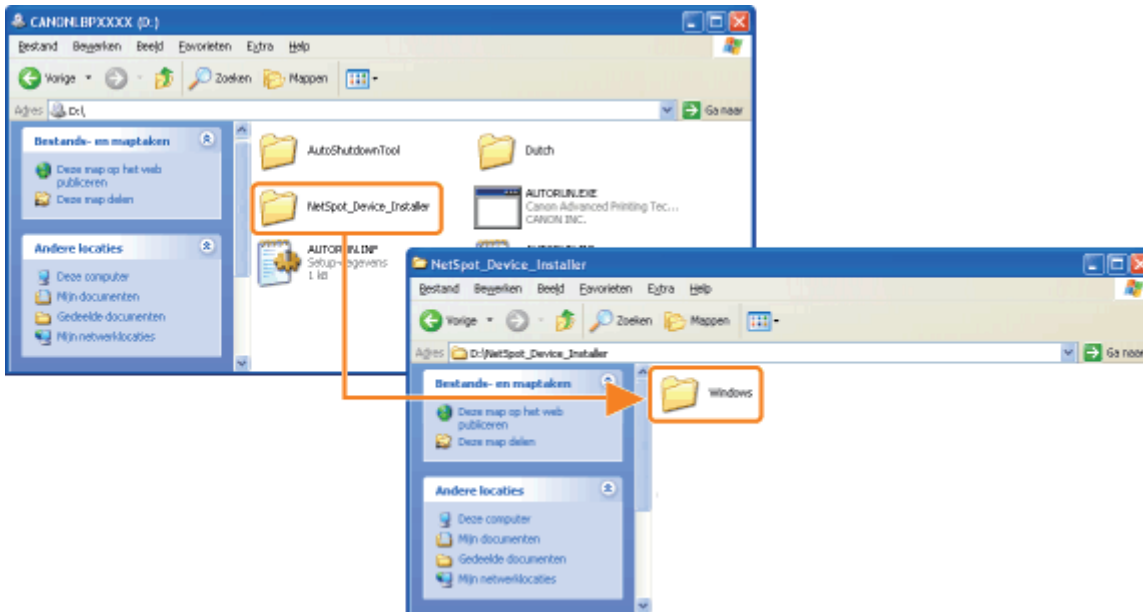 CANONLBPXXXX (D:)
Bestand Bewerken Beeld Favorieten Extra Help
Vorige Zoeken Mappen
Adres D:\ Ga naar
Bestands- en maptaken
Deze map op het web
publiceren
Deze map delen
Andere locaties
Deze computer
Mijn documenten
Gedeelde documenten
Mijn netwerklocaties
AutoShutdownTool
Dutch
NetSpot_Device_Installer
AUTORUN.EXE
Canon Advanced Printing Tec...
CANON INC.
AUTORUN.INF
Setup-gegevens
1 kB
NetSpot_Device_Installer
Bestand Bewerken Beeld Favorieten Extra Help
Vorige Zoeken Mappen
Adres D:\NetSpot_Device_Installer Ga naar
Bestands- en maptaken
Deze map op het web
publiceren
Deze map delen
Andere locaties
Deze computer
Mijn documenten
Gedeelde documenten
Mijn netwerklocaties
Windows